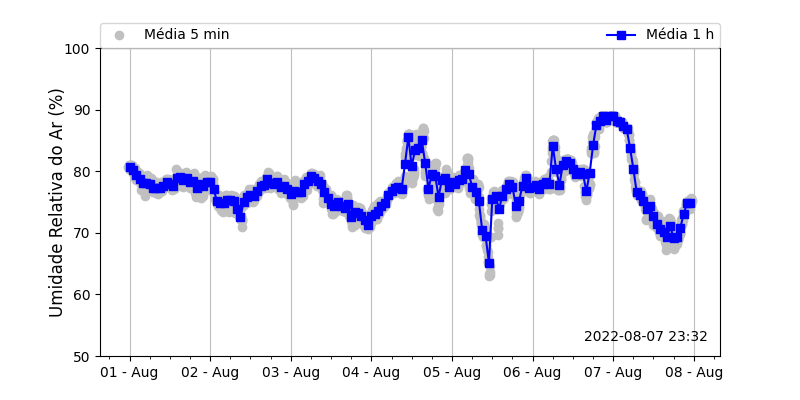 Média 5 min
Média 1 h
Umidade Relativa do Ar (%)
100
90
80
70
60
50
2022-08-07 23:32
01 - Aug
02 - Aug
03 - Aug
04 - Aug
05 - Aug
06 - Aug
07 - Aug
08 - Aug